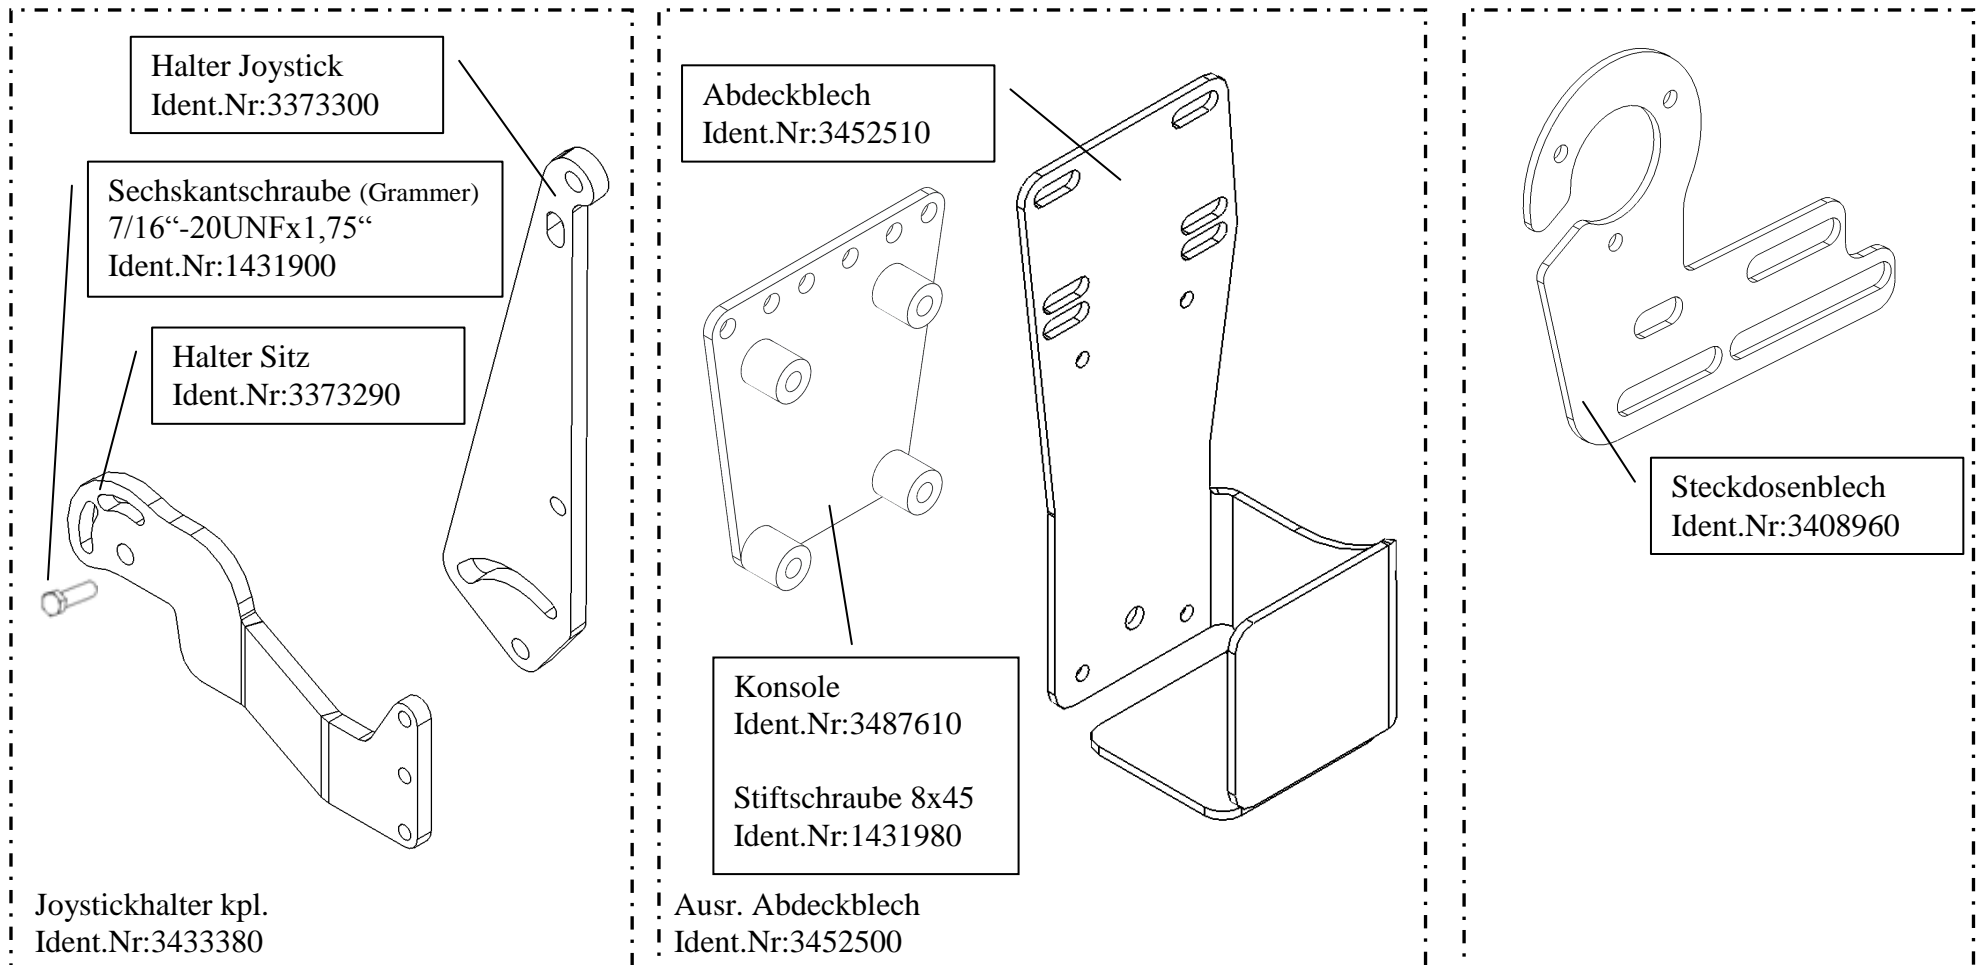 Halter Joystick
Ident.Nr:3373300
Sechskantschraube (Grammer)
7/16“-20UNFx1,75“
Ident.Nr:1431900
Halter Sitz
Ident.Nr:3373290
Joystickhalter kpl.
Ident.Nr:3433380
Abdeckblech
Ident.Nr:3452510
Konsole
Ident.Nr:3487610
Stiftschraube 8x45
Ident.Nr:1431980
Ausr. Abdeckblech
Ident.Nr:3452500
Steckdosenblech
Ident.Nr:3408960